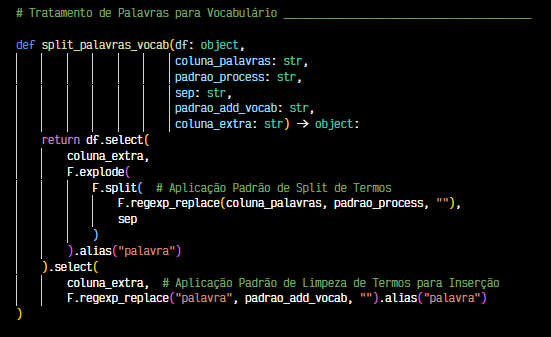 # Tratamento de Palavras para Vocabulário ________________________________________
def split_palavras_vocab(df: object,
coluna_palavras: str,
padrao_process: str,
sep: str,
padrao_add_vocab: str,
coluna_extra: str) -> object:
return df.select(
coluna_extra,
F.explode(
F.split(  # Aplicação Padrão de Split de Termos
F.regexp_replace(coluna_palavras, padrao_process, ""),
sep
)
).alias("palavra")
).select(
coluna_extra,  # Aplicação Padrão de Limpeza de Termos para Inserção
F.regexp_replace("palavra", padrao_add_vocab, "").alias("palavra")
)